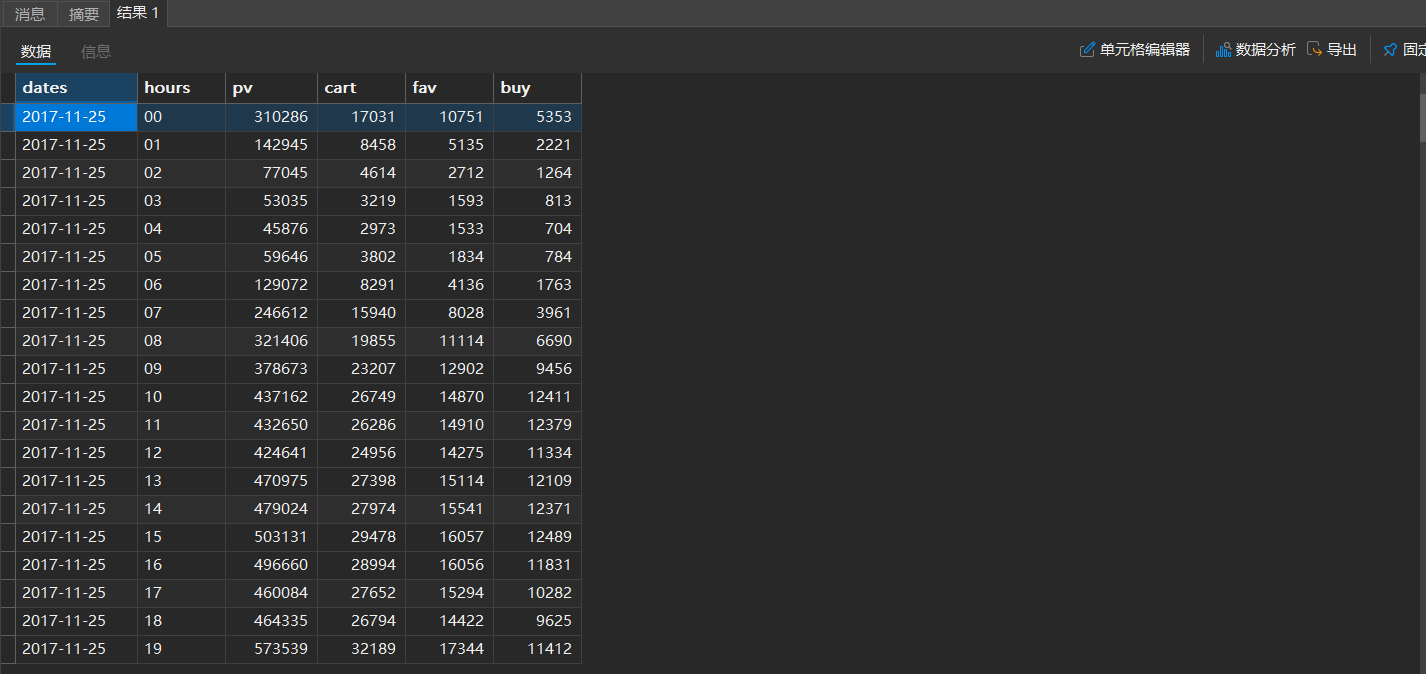 消息 摘要 结果 1
数据 信息 单元格编辑器 数据分析 导出 固定
dates hours pv cart fav buy
2017-11-25 00 310286 17031 10751 5353
2017-11-25 01 142945 8458 5135 2221
2017-11-25 02 77045 4614 2712 1264
2017-11-25 03 53035 3219 1593 813
2017-11-25 04 45876 2973 1533 704
2017-11-25 05 59646 3802 1834 784
2017-11-25 06 129072 8291 4136 1763
2017-11-25 07 246612 15940 8028 3961
2017-11-25 08 321406 19855 11114 6690
2017-11-25 09 378673 23207 12902 9456
2017-11-25 10 437162 26749 14870 12411
2017-11-25 11 432650 26286 14910 12379
2017-11-25 12 424641 24956 14275 11334
2017-11-25 13 470975 27398 15114 12109
2017-11-25 14 479024 27974 15541 12371
2017-11-25 15 503131 29478 16057 12489
2017-11-25 16 496660 28994 16056 11831
2017-11-25 17 460084 27652 15294 10282
2017-11-25 18 464335 26794 14422 9625
2017-11-25 19 573539 32189 17344 11412